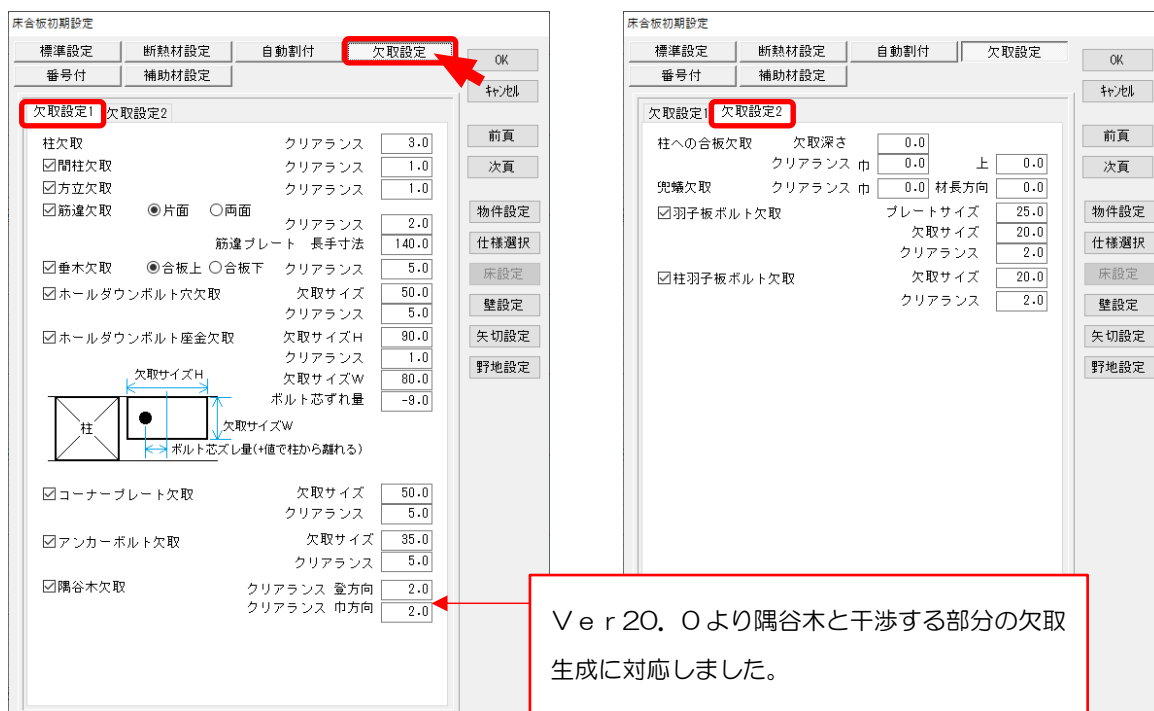 床合板初期設定
標準設定 断熱材設定 自動割付 欠取設定
番号付 補助材設定
OK
ｷｬﾝｾﾙ
前頁
次頁
物件設定
仕様選択
床設定
壁設定
矢切設定
野地設定
欠取設定1 欠取設定2
柱欠取 クリアランス 3.0
☑間柱欠取 クリアランス 1.0
☑方立欠取 クリアランス 1.0
☑筋違欠取 ◉片面 ○両面
クリアランス 2.0
筋違プレート 長手寸法 140.0
☑垂木欠取 ◉合板上 ○合板下 クリアランス 5.0
☑ホールダウンボルト穴欠取 欠取サイズ 50.0
クリアランス 5.0
☑ホールダウンボルト座金欠取 欠取サイズH 90.0
クリアランス 1.0
欠取サイズW 80.0
ボルト芯ずれ量 -9.0
欠取サイズH
柱
欠取サイズW
ボルト芯ズレ量(+値で柱から離れる)
☑コーナープレート欠取 欠取サイズ 50.0
クリアランス 5.0
☑アンカーボルト欠取 欠取サイズ 35.0
クリアランス 5.0
☑隅谷木欠取 クリアランス 登方向 2.0
クリアランス 巾方向 2.0
床合板初期設定
標準設定 断熱材設定 自動割付 欠取設定
番号付 補助材設定
OK
ｷｬﾝｾﾙ
前頁
次頁
物件設定
仕様選択
床設定
壁設定
矢切設定
野地設定
欠取設定1 欠取設定2
柱への合板欠取 欠取深さ 0.0
クリアランス 巾 0.0 上 0.0
兜蟻欠取 クリアランス 巾 0.0 材長方向 0.0
☑羽子板ボルト欠取 プレートサイズ 25.0
欠取サイズ 20.0
クリアランス 2.0
☑柱羽子板ボルト欠取 欠取サイズ 20.0
クリアランス 2.0
Ｖｅｒ２０．０より隅谷木と干渉する部分の欠取
生成に対応しました。